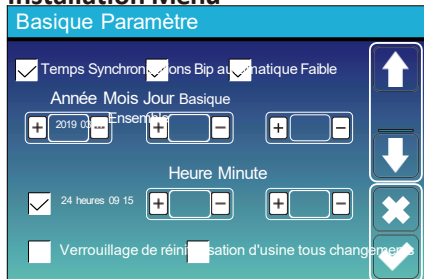 Installation Menu
Basique Paramètre
Temps Synchron ons Bip au matique Faible
Année Mois Jour Basique
Ensemble
2019 03
Heure Minute
24 heures 09 15
Verrouillage de réini sation d'usine tous changements